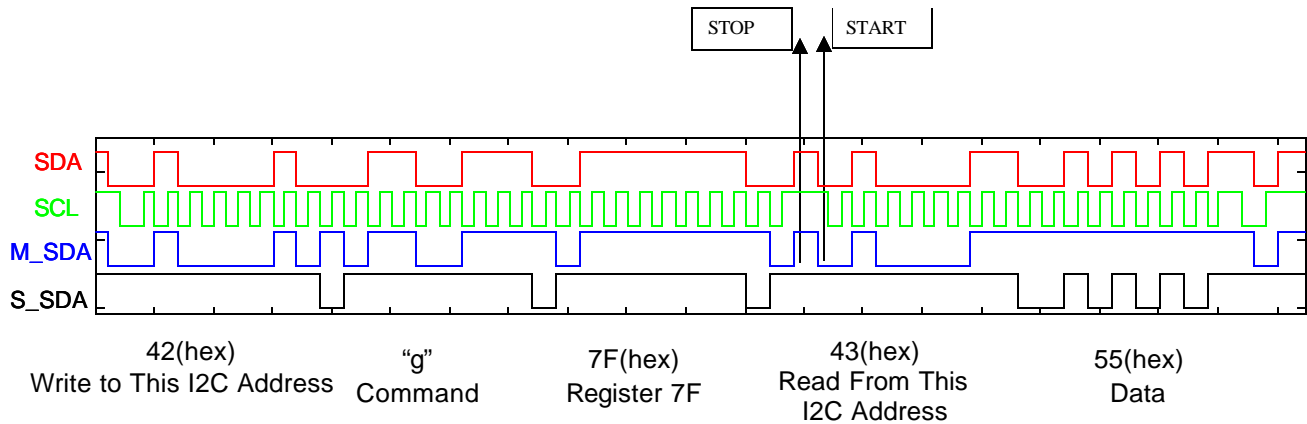 STOP
START
SDA
SCL
M_SDA
S_SDA
42(hex)
Write to This I2C Address
“g”
Command
7F(hex)
Register 7F
43(hex)
Read From This
I2C Address
55(hex)
Data